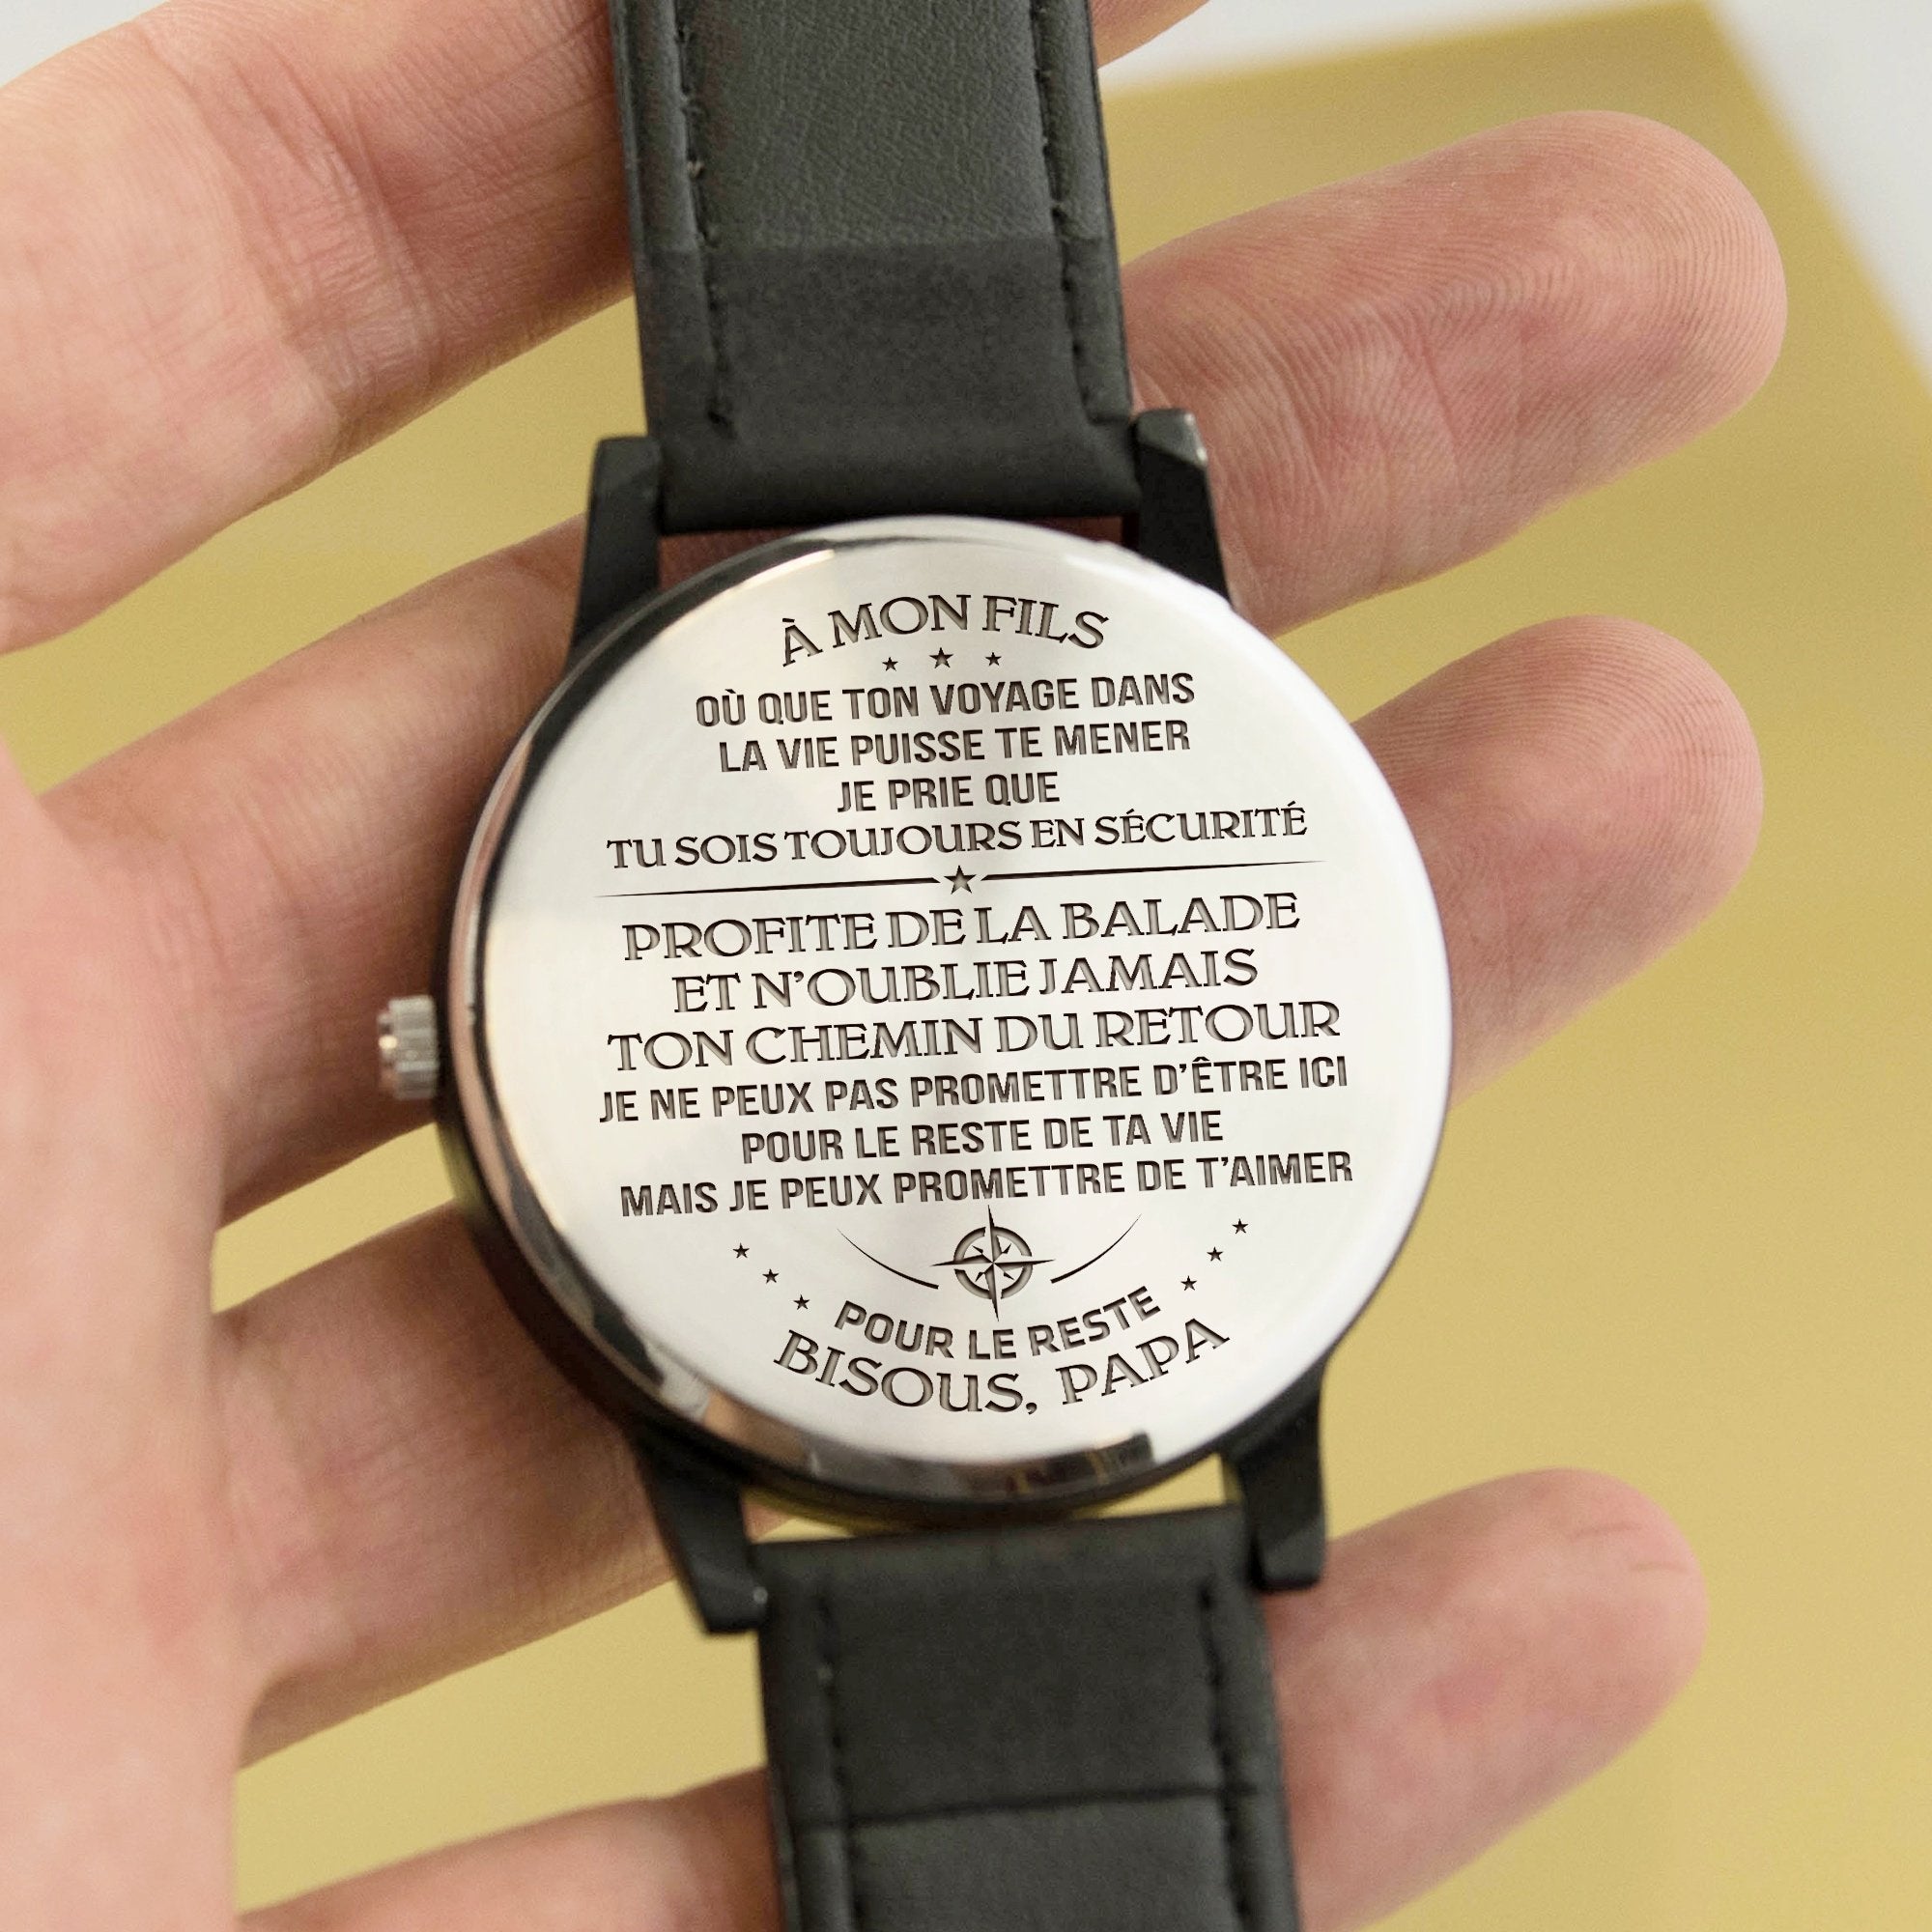 À MON FILS
OÙ QUE TON VOYAGE DANS
LA VIE PUISSE TE MENER
JE PRIE QUE
TU SOIS TOUJOURS EN SÉCURITÉ
PROFITE DE LA BALADE
ET N'OUBLIE JAMAIS
TON CHEMIN DU RETOUR
JE NE PEUX PAS PROMETTRE D'ÊTRE ICI
POUR LE RESTE DE TA VIE
MAIS JE PEUX PROMETTRE DE T'AIMER
POUR LE RESTE
BISOUS, PAPA